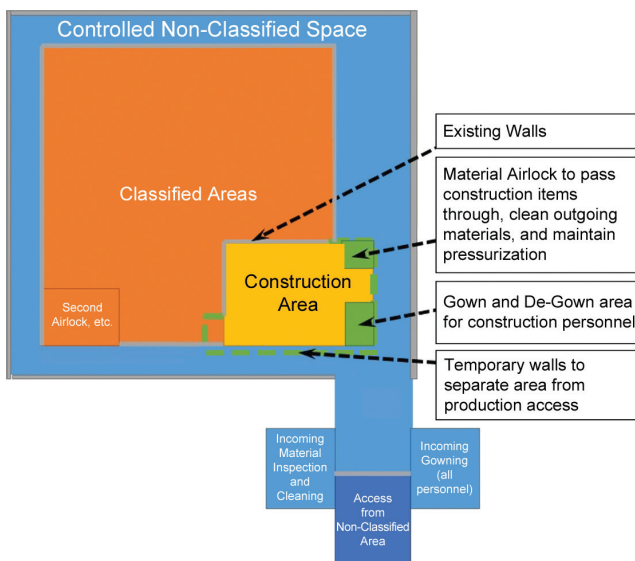 Controlled Non-Classified Space
Existing Walls
Material Airlock to pass
construction items
through, clean outgoing
materials, and maintain
pressurization
Classified Areas
Construction
Area
Second
Airlock, etc.
Gown and De-Gown area
for construction personnel
Temporary walls to
separate area from
production access
Incoming
Material
Inspection
and
Cleaning
Incoming
Gowning
(all
personnel)
Access
from
Non-Classified
Area